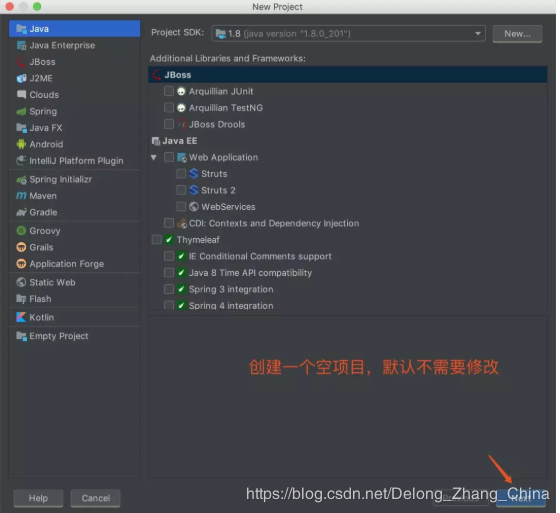 New Project
Java
Java Enterprise
JBoss
J2ME
Clouds
Spring
Java FX
Android
IntelliJ Platform Plugin
Spring Initializr
Maven
Gradle
Groovy
Grails
Application Forge
Static Web
Flash
Kotlin
Empty Project
Project SDK:
1.8 (java version "1.8.0_201")
New...
Additional Libraries and Frameworks:
JBoss
Arquillian JUnit
Arquillian TestNG
JBoss Drools
Java EE
Web Application
Struts
Struts 2
WebServices
CDI: Contexts and Dependency Injection
Thymeleaf
IE Conditional Comments support
Java 8 Time API compatibility
Spring 3 integration
Spring 4 integration
创建一个空项目，默认不需要修改
Help
Cancel
Next
https://blog.csdn.net/Delong_Zhang_China